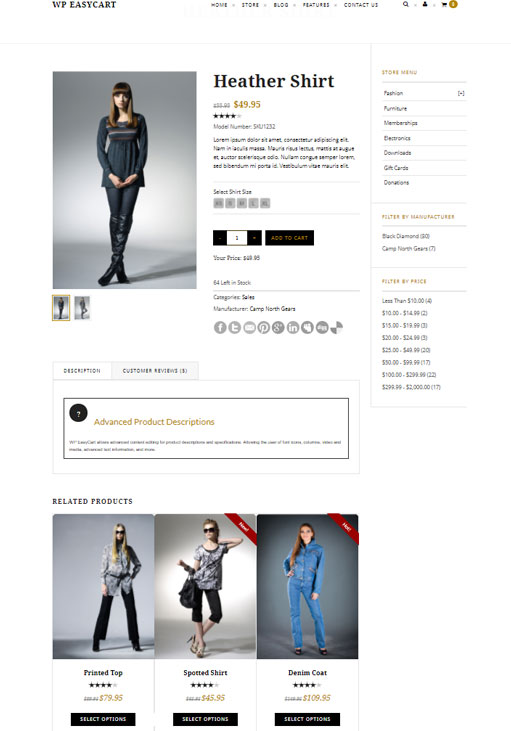 WP EASYCART
HOME
STORE
BLOG
FEATURES
CONTACT US
0
Heather Shirt
$59.99 $49.95
Model Number: SKU1232
Lorem ipsum dolor sit amet, consectetur adipiscing elit.
Nam in iaculis massa. Mauris risus lectus, mattis at augue
et, auctor scelerisque odio. Nullam congue semper lorem,
sed bibendum mi porta id. Vestibulum vitae mauris elit.
Select Shirt Size
XS S M L XL
- 1 +
ADD TO CART
Your Price: $49.95
64 Left in Stock
Categories: Sales
Manufacturer: Camp North Gears
STORE MENU
Fashion [+]
Furniture
Memberships
Electronics
Downloads
Gift Cards
Donations
FILTER BY MANUFACTURER
Black Diamond (80)
Camp North Gears (7)
FILTER BY PRICE
Less Than $10.00 (4)
$10.00 - $14.99 (2)
$15.00 - $19.99 (3)
$20.00 - $24.99 (3)
$25.00 - $49.99 (20)
$50.00 - $99.99 (17)
$100.00 - $299.99 (22)
$299.99 - $2,000.00 (17)
DESCRIPTION
CUSTOMER REVIEWS (5)
?
Advanced Product Descriptions
WP EasyCart allows advanced content editing for product descriptions and specifications. Allowing the user of font sizes, columns, video and
media, advanced text information, and more.
RELATED PRODUCTS
New!
Hot!
Printed Top
$79.95
SELECT OPTIONS
Spotted Shirt
$45.95
SELECT OPTIONS
Denim Coat
$109.95
SELECT OPTIONS